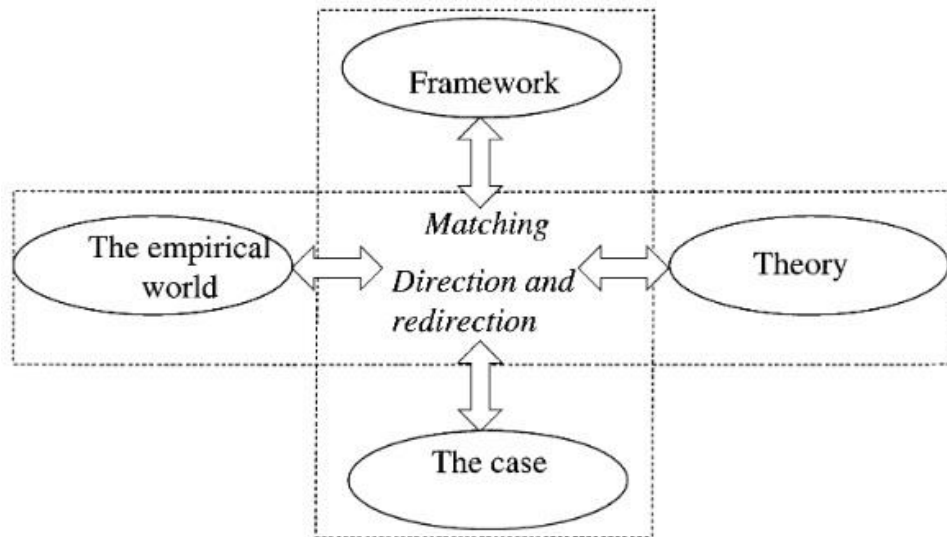 Framework
Matching
The empirical
world
Direction and
redirection
Theory
The case